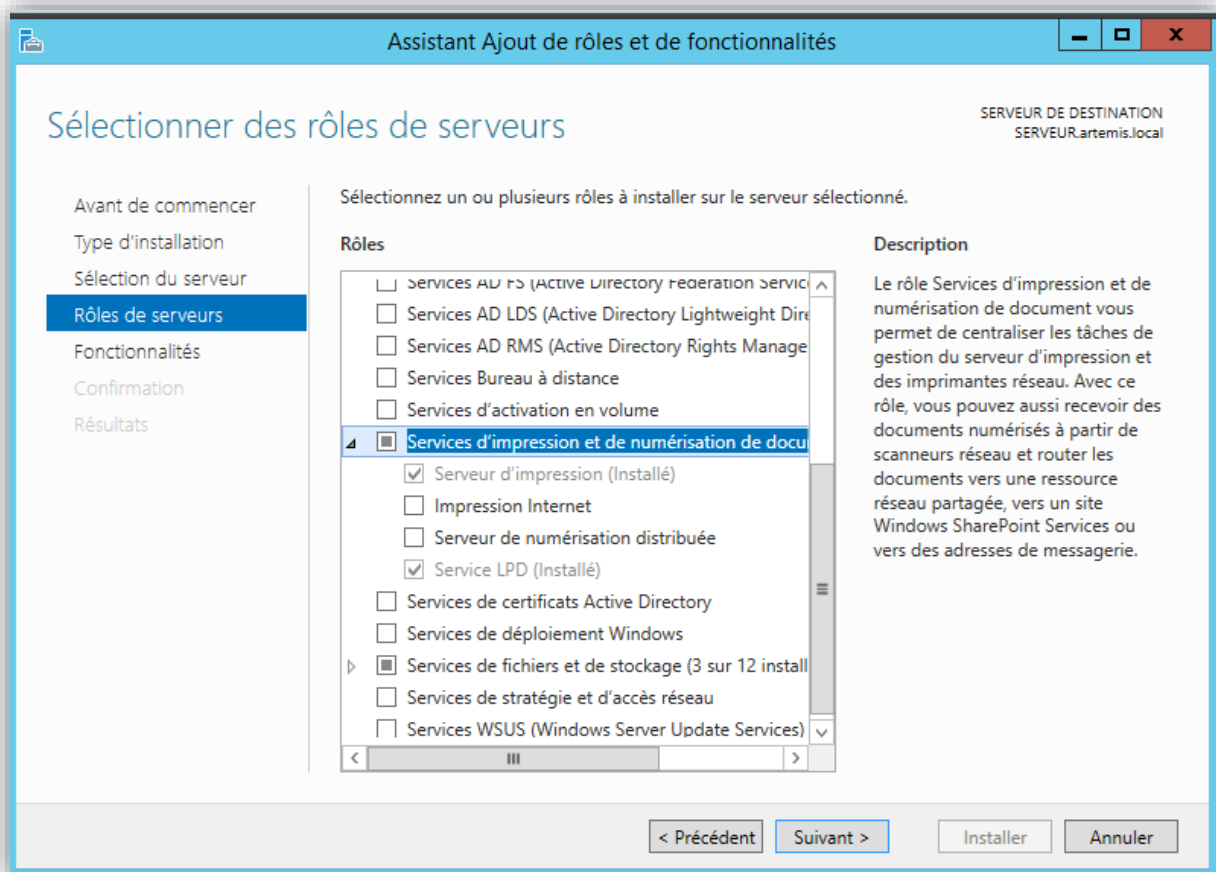 Assistant Ajout de rôles et de fonctionnalités
Sélectionner des rôles de serveurs
SERVEUR DE DESTINATION
SERVEUR.artemis.local
Avant de commencer
Type d'installation
Sélection du serveur
Rôles de serveurs
Fonctionnalités
Confirmation
Résultats
Sélectionnez un ou plusieurs rôles à installer sur le serveur sélectionné.
Rôles
Services AD FS (Active Directory Federation Servic
Services AD LDS (Active Directory Lightweight Dire
Services AD RMS (Active Directory Rights Manage
Services Bureau à distance
Services d'activation en volume
Services d'impression et de numérisation de docu
Serveur d'impression (Installé)
Impression Internet
Serveur de numérisation distribuée
Service LPD (Installé)
Services de certificats Active Directory
Services de déploiement Windows
Services de fichiers et de stockage (3 sur 12 install
Services de stratégie et d'accès réseau
Services WSUS (Windows Server Update Services)
Description
Le rôle Services d'impression et de
numérisation de document vous
permet de centraliser les tâches de
gestion du serveur d'impression et
des imprimantes réseau. Avec ce
rôle, vous pouvez aussi recevoir des
documents numérisés à partir de
scanneurs réseau et router les
documents vers une ressource
réseau partagée, vers un site
Windows SharePoint Services ou
vers des adresses de messagerie.
< Précédent
Suivant >
Installer
Annuler